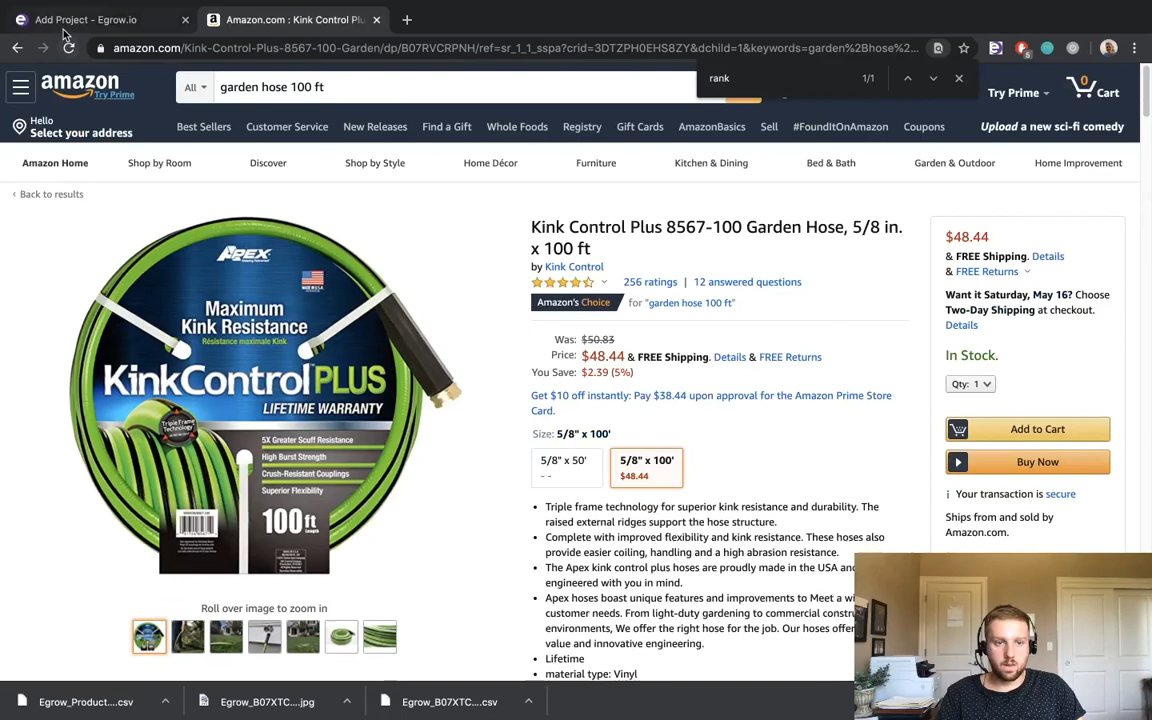 Add Project - Egrow.io
Amazon.com : Kink Control Plu
amazon.com/Kink-Control-Plus-8567-100-Garden/dp/B07RVCRPNH/ref=sr_1_1_sspa?crid=3DTZPH0EHS8ZY&dchild=1&keywords=garden%2Bhose%2...
5
rank 1/1
amazon
Try Prime
All
garden hose 100 ft
Try Prime
0
Cart
Hello
Select your address
Best Sellers Customer Service New Releases Find a Gift Whole Foods Registry Gift Cards AmazonBasics Sell #FoundItOnAmazon Coupons
Upload a new sci-fi comedy
Amazon Home Shop by Room Discover Shop by Style Home Décor Furniture Kitchen & Dining Bed & Bath Garden & Outdoor Home Improvement
‹ Back to results
APEX
Maximum
Kink Resistance
Résistance maximale Kink.
KinkControl PLUS
LIFETIME WARRANTY
Triple Frame
Technology
5X Greater Scuff Resistance
High Burst Strength
Crush-Resistant Couplings
Superior Flexibility
100ft
Roll over image to zoom in
Kink Control Plus 8567-100 Garden Hose, 5/8 in.
x 100 ft
by Kink Control
256 ratings | 12 answered questions
Amazon's Choice for "garden hose 100 ft"
Was: $50.83
Price: $48.44 & FREE Shipping. Details & FREE Returns
You Save: $2.39 (5%)
Get $10 off instantly: Pay $38.44 upon approval for the Amazon Prime Store
Card.
Size: 5/8" x 100'
5/8" x 50'
- -
5/8" x 100'
$48.44
• Triple frame technology for superior kink resistance and durability. The
raised external ridges support the hose structure.
• Complete with improved flexibility and kink resistance. These hoses also
provide easier coiling, handling and a high abrasion resistance.
• The Apex kink control plus hoses are proudly made in the USA and
engineered with you in mind.
• Apex hoses boast unique features and improvements to Meet a wi
customer needs. From light-duty gardening to commercial constru
environments, We offer the right hose for the job. Our hoses offer
value and innovative engineering.
• Lifetime
• material type: Vinyl
$48.44
& FREE Shipping. Details
& FREE Returns
Want it Saturday, May 16? Choose
Two-Day Shipping at checkout.
Details
In Stock.
Qty: 1
Add to Cart
Buy Now
Your transaction is secure
Ships from and sold by
Amazon.com.
Egrow_Product....csv
Egrow_B07XTC....jpg
Egrow_B07XTC....csv